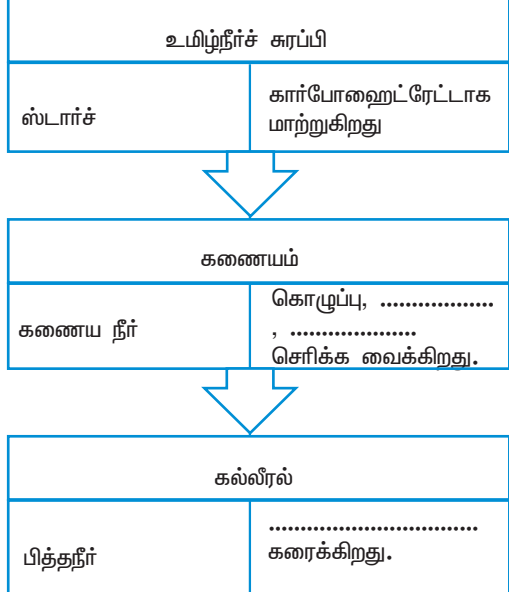 உமிழ்நீர்ச் சுரப்பி
ஸ்டார்ச்
கார்போஹைட்ரேட்டாக
மாற்றுகிறது
கணையம்
கணைய நீர்
கொழுப்பு, ..................
, ....................
செரிக்க வைக்கிறது.
கல்லீரல்
பித்தநீர்
.................................
கரைக்கிறது.